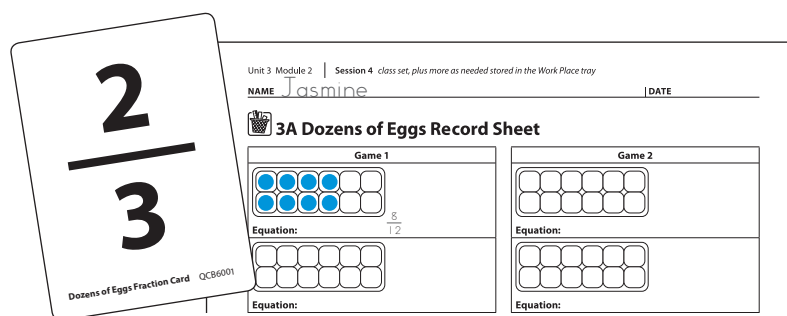 2
3
Dozens of Eggs Fraction Card QCB6001
Unit 3 Module 2 | Session 4 class set, plus more as needed stored in the Work Place tray
NAME Jasmine | DATE
3A Dozens of Eggs Record Sheet
Game 1
8
12
Equation:
Equation:
Game 2
Equation:
Equation: